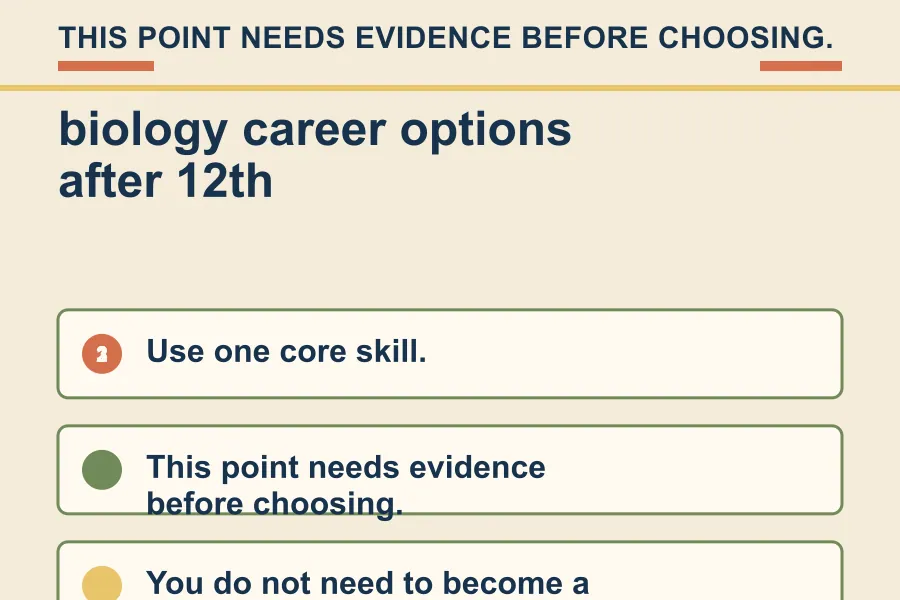 THIS POINT NEEDS EVIDENCE BEFORE CHOOSING.
biology career options
after 12th
Use one core skill.
This point needs evidence
before choosing.
You do not need to become a